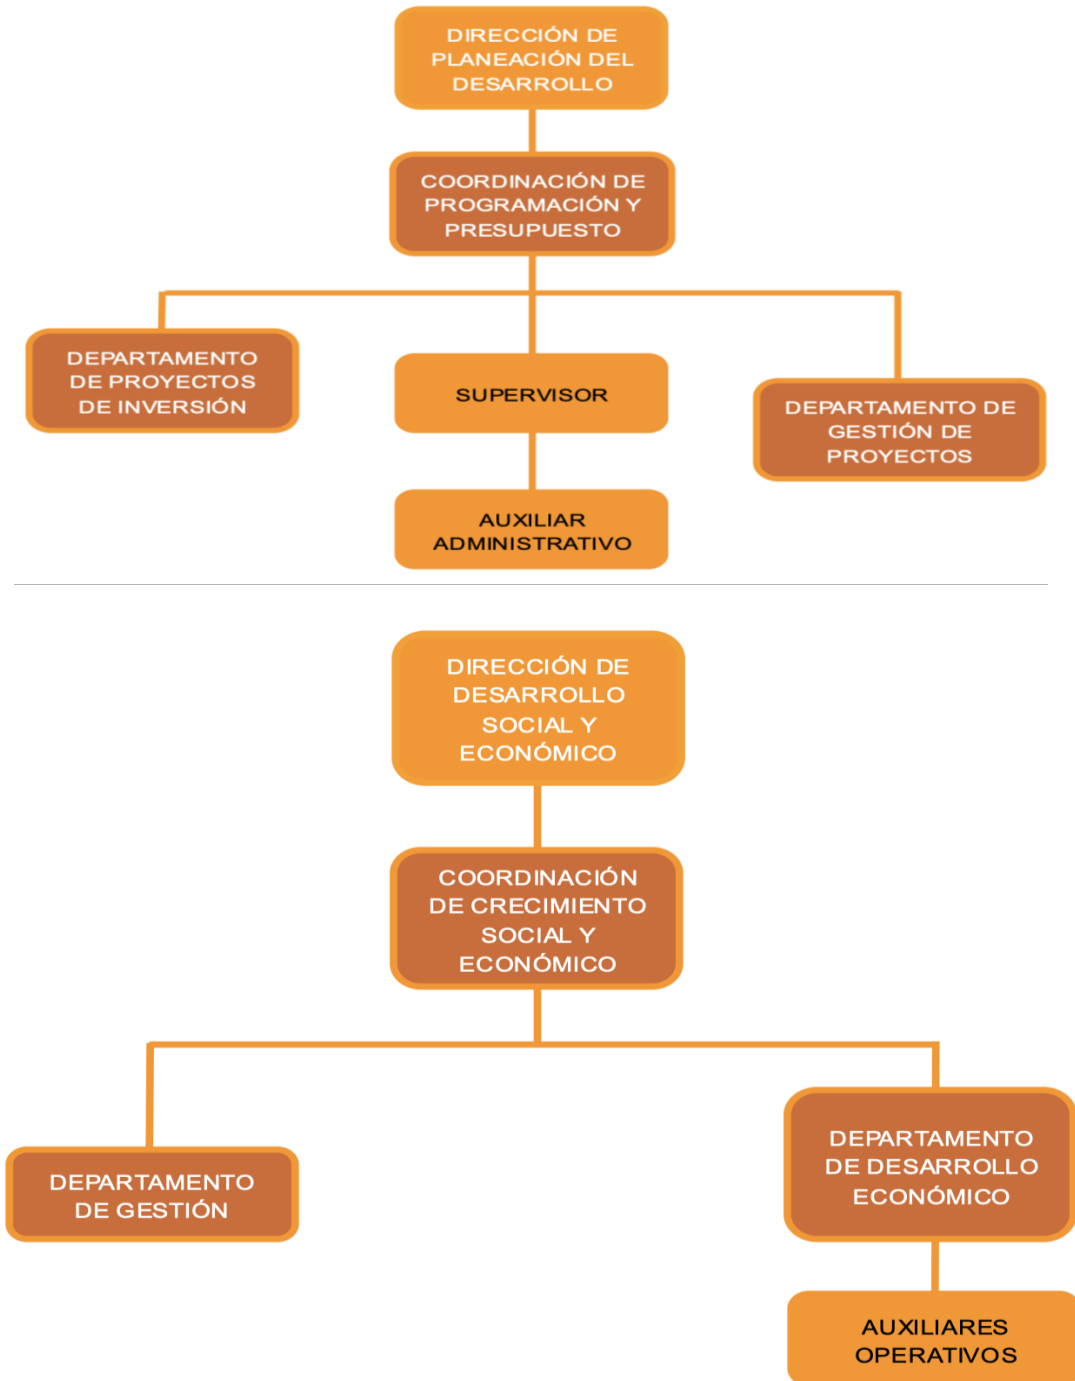 DIRECCIÓN DE
PLANEACIÓN DEL
DESARROLLO
COORDINACIÓN DE
PROGRAMACIÓN Y
PRESUPUESTO
DEPARTAMENTO
DE PROYECTOS
DE INVERSIÓN
SUPERVISOR
DEPARTAMENTO DE
GESTIÓN DE
PROYECTOS
AUXILIAR
ADMINISTRATIVO
DIRECCIÓN DE
DESARROLLO
SOCIAL Y
ECONÓMICO
COORDINACIÓN
DE CRECIMIENTO
SOCIAL Y
ECONÓMICO
DEPARTAMENTO
DE GESTIÓN
DEPARTAMENTO
DE DESARROLLO
ECONÓMICO
AUXILIARES
OPERATIVOS